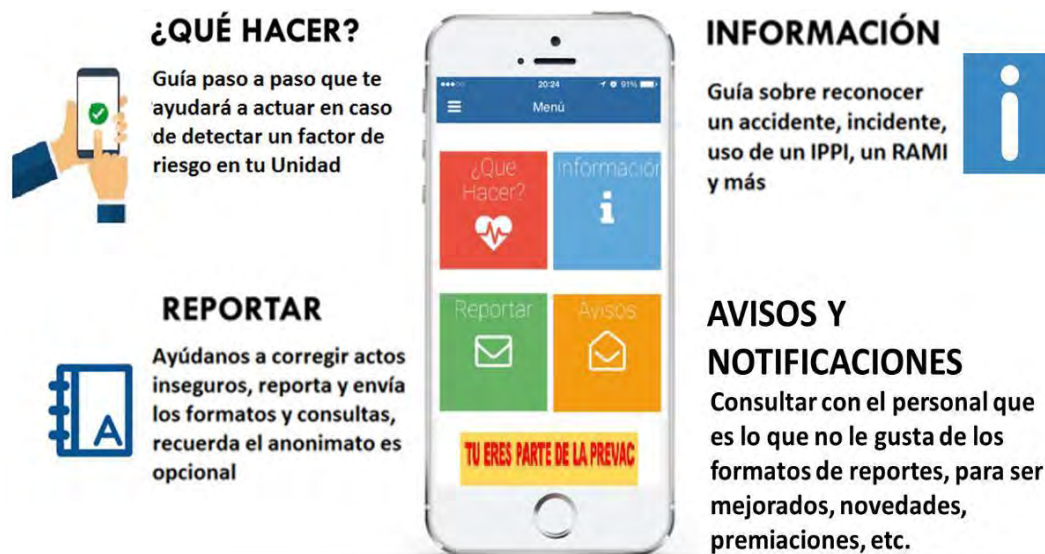 ¿QUÉ HACER?
Guía paso a paso que te
ayudará a actuar en caso
de detectar un factor de
riesgo en tu Unidad
REPORTAR
Ayúdanos a corregir actos
inseguros, reporta y envía
los formatos y consultas,
recuerda el anonimato es
opcional
A
20:24
91%
Menú
¿Que
Hacer?
Información
Reportar
Avisos
TU ERES PARTE DE LA PREVAC
INFORMACIÓN
Guía sobre reconocer
un accidente, incidente,
uso de un IPPI, un RAMI
y más
AVISOS Y
NOTIFICACIONES
Consultar con el personal que
es lo que no le gusta de los
formatos de reportes, para ser
mejorados, novedades,
premiaciones, etc.